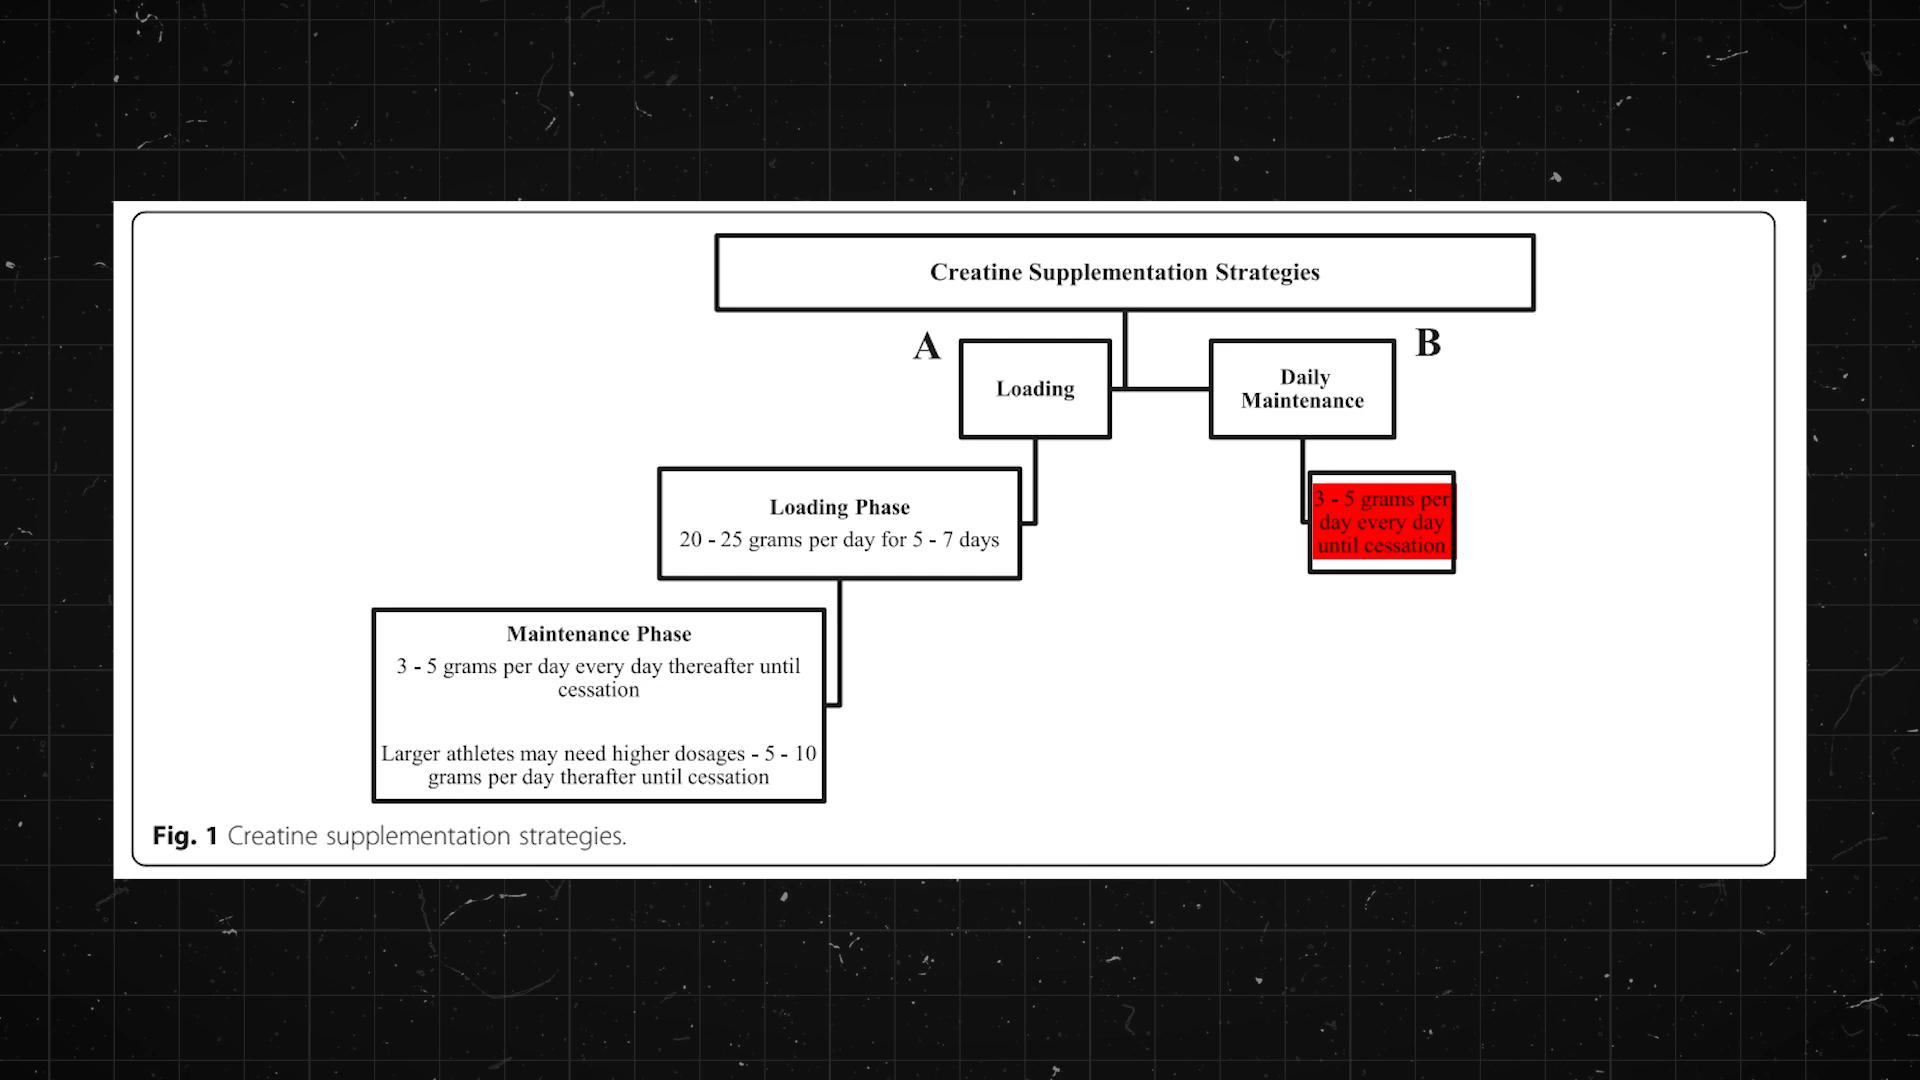 Creatine Supplementation Strategies
A
B
Loading
Daily
Maintenance
Loading Phase
20 - 25 grams per day for 5 - 7 days
3 - 5 grams per
day every day
until cessation
Maintenance Phase
3 - 5 grams per day every day thereafter until
cessation
Larger athletes may need higher dosages - 5 - 10
grams per day therafter until cessation
Fig. 1 Creatine supplementation strategies.